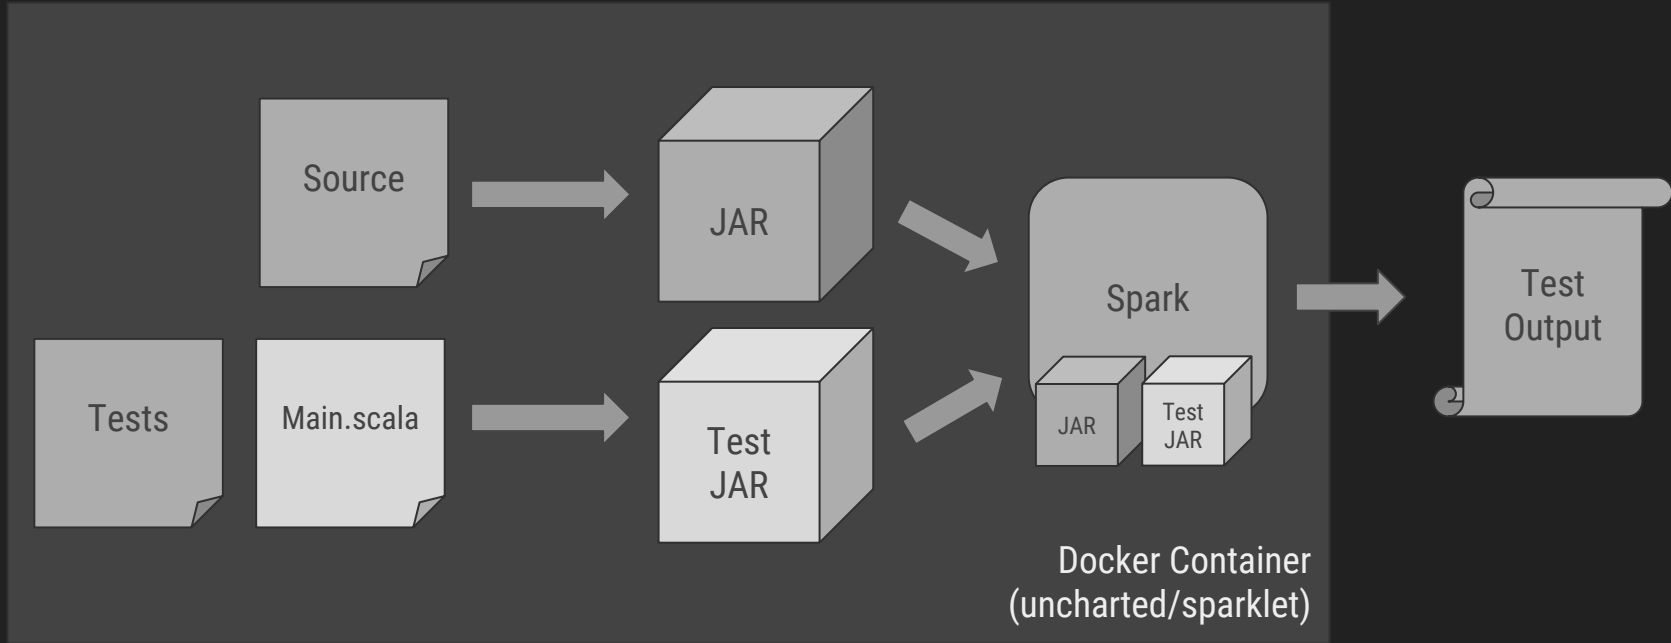 Source
JAR
Spark
Test
Output
Tests
Main.scala
Test
JAR
JAR
Test
JAR
Docker Container
(uncharted/sparklet)